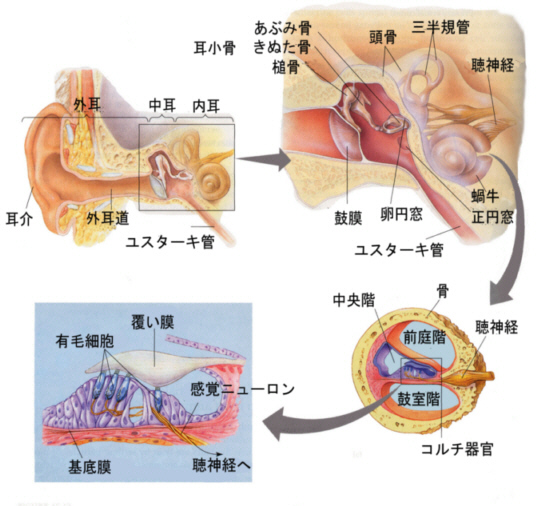 あぶみ骨
きぬた骨
槌骨
耳小骨
頭骨
三半規管
聴神経
外耳
中耳
内耳
耳介
外耳道
ユスターキ管
鼓膜
卵円窓
蝸牛
正円窓
ユスターキ管
中央階
骨
前庭階
聴神経
鼓室階
コルチ器官
覆い膜
有毛細胞
感覚ニューロン
基底膜
聴神経へ